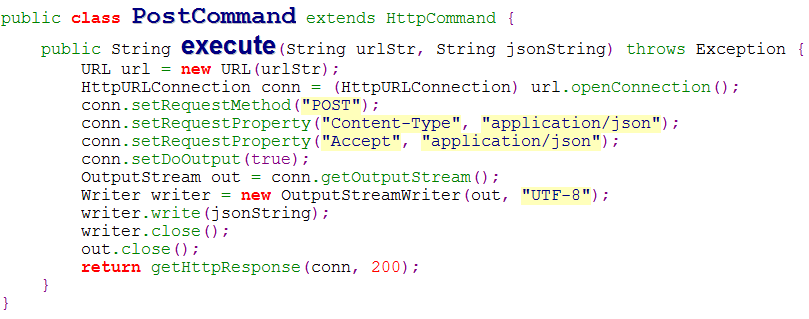 public class PostCommand extends HttpCommand {
    public String execute(String urlStr, String jsonString) throws Exception {
        URL url = new URL(urlStr);
        HttpURLConnection conn = (HttpURLConnection) url.openConnection();
        conn.setRequestMethod("POST");
        conn.setRequestProperty("Content-Type", "application/json");
        conn.setRequestProperty("Accept", "application/json");
        conn.setDoOutput(true);
        OutputStream out = conn.getOutputStream();
        Writer writer = new OutputStreamWriter(out, "UTF-8");
        writer.write(jsonString);
        writer.close();
        out.close();
        return getHttpResponse(conn, 200);
    }
}